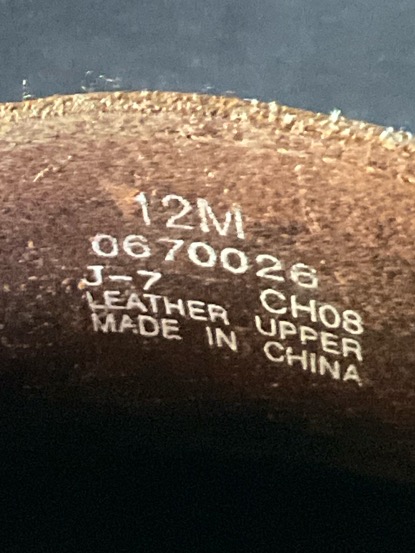 12M
0670026
J-7 CH08
LEATHER UPPER
MADE IN CHINA